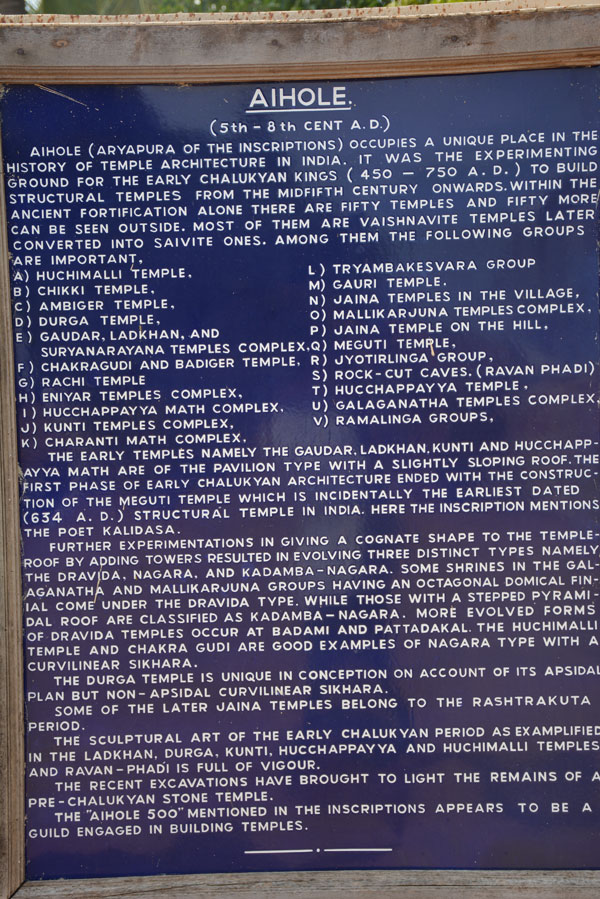 AIHOLE.
(5th - 8th CENT A.D.)
AIHOLE (ARYAPURA OF THE INSCRIPTIONS) OCCUPIES A UNIQUE PLACE IN THE
HISTORY OF TEMPLE ARCHITECTURE IN INDIA. IT WAS THE EXPERIMENTING
GROUND FOR THE EARLY CHALUKYAN KINGS ( 450 — 750 A. D. ) TO BUILD
STRUCTURAL TEMPLES FROM THE MIDFIFTH CENTURY ONWARDS. WITHIN THE
ANCIENT FORTIFICATION ALONE THERE ARE FIFTY TEMPLES AND FIFTY MORE
CAN BE SEEN OUTSIDE. MOST OF THEM ARE VAISHNAVITE TEMPLES LATER
CONVERTED INTO SAIVITE ONES. AMONG THEM THE FOLLOWING GROUPS
ARE IMPORTANT,
A) HUCHIMALLI TEMPLE,
B) CHIKKI TEMPLE,
C) AMBIGER TEMPLE,
D) DURGA TEMPLE,
E) GAUDAR, LADKHAN, AND
SURYANARAYANA TEMPLES COMPLEX,
F) CHAKRAGUDI AND BADIGER TEMPLE,
G) RACHI TEMPLE
H) ENIYAR TEMPLES COMPLEX,
I) HUCCHAPPAYYA MATH COMPLEX,
J) KUNTI TEMPLES COMPLEX,
K) CHARANTI MATH COMPLEX,
L) TRYAMBAKESVARA GROUP
M) GAURI TEMPLE.
N) JAINA TEMPLES IN THE VILLAGE,
O) MALLIKARJUNA TEMPLES COMPLEX,
P) JAINA TEMPLE ON THE HILL,
Q) MEGUTI TEMPLE,
R) JYOTIRLINGA GROUP,
S) ROCK-CUT CAVES. (RAVAN PHADI)
T) HUCCHAPPAYYA TEMPLE,
U) GALAGANATHA TEMPLES COMPLEX,
V) RAMALINGA GROUPS,
THE EARLY TEMPLES NAMELY THE GAUDAR, LADKHAN, KUNTI AND HUCCHAPP-
AYYA MATH ARE OF THE PAVILION TYPE WITH A SLIGHTLY SLOPING ROOF. THE
FIRST PHASE OF EARLY CHALUKYAN ARCHITECTURE ENDED WITH THE CONSTRUC-
TION OF THE MEGUTI TEMPLE WHICH IS INCIDENTALLY THE EARLIEST DATED
(634 A. D.) STRUCTURAL TEMPLE IN INDIA. HERE THE INSCRIPTION MENTIONS
THE POET KALIDASA.
FURTHER EXPERIMENTATIONS IN GIVING A COGNATE SHAPE TO THE TEMPLE-
ROOF BY ADDING TOWERS RESULTED IN EVOLVING THREE DISTINCT TYPES NAMELY,
THE DRAVIDA, NAGARA, AND KADAMBA-NAGARA. SOME SHRINES IN THE GAL-
AGANATHA AND MALLIKARJUNA GROUPS HAVING AN OCTAGONAL DOMICAL FIN-
IAL COME UNDER THE DRAVIDA TYPE. WHILE THOSE WITH A STEPPED PYRAMI-
DAL ROOF ARE CLASSIFIED AS KADAMBA-NAGARA. MORE EVOLVED FORMS
OF DRAVIDA TEMPLES OCCUR AT BADAMI AND PATTADAKAL. THE HUCHIMALLI
TEMPLE AND CHAKRA GUDI ARE GOOD EXAMPLES OF NAGARA TYPE WITH A
CURVILINEAR SIKHARA.
THE DURGA TEMPLE IS UNIQUE IN CONCEPTION ON ACCOUNT OF ITS APSIDAL
PLAN BUT NON-APSIDAL CURVILINEAR SIKHARA.
SOME OF THE LATER JAINA TEMPLES BELONG TO THE RASHTRAKUTA
PERIOD.
THE SCULPTURAL ART OF THE EARLY CHALUKYAN PERIOD AS EXAMPLIFIED
IN THE LADKHAN, DURGA, KUNTI, HUCCHAPPAYYA AND HUCHIMALLI TEMPLES
AND RAVAN-PHADI IS FULL OF VIGOUR.
THE RECENT EXCAVATIONS HAVE BROUGHT TO LIGHT THE REMAINS OF A
PRE-CHALUKYAN STONE TEMPLE.
THE "AIHOLE 500" MENTIONED IN THE INSCRIPTIONS APPEARS TO BE A
GUILD ENGAGED IN BUILDING TEMPLES.